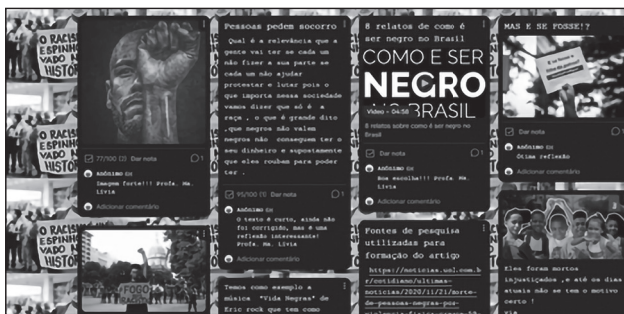 77/100 (3) Dar nota
1
Anônimo
Imagem forte!!! Profa. Ma.
Lívia
Adicionar comentário
FOGO
Pessoas pedem socorro
Qual é a relevância que a
gente vai ter se cada um
não fizer a sua parte se
cada um não ajudar
protestar e lutar pois o
que importa nessa sociedade
vamos dizer que só é a
raça , o que é grande dito
,que negros não valem
negros não conseguem ter o
seu dinheiro e supostamente
que eles roubam para poder
ter .
95/100 (1) Dar nota
1
Anônimo
O texto é curto, ainda não
foi corrigido, mas é uma
reflexão interessante!
Profa. Ma. Lívia
Adicionar comentário
Temos como exemplo a
música "Vida Negras" de
Eric rock que tem como
8 relatos de como é
ser negro no
Brasil
COMO E SER
NEGRO
NO BRASIL
Vídeo - 04:58
8 relatos sobre como é ser negro no
Brasil
Dar nota
1
Anônimo
Boa escolha!!! Profa. Ma.
Lívia
Adicionar comentário
Fontes de pesquisa
utilizadas para
formação do artigo
https://noticias.uol.com.b
r/cotidiano/ultimas-
noticias/2020/11/21/morte-
de-pessoas-negras-por-
MAS E SE FOSSE!?
Dar nota
1
Anônimo
Ótima reflexão
Adicionar comentário
Eles foram mortos
injustiçados ,e até os dias
atuais não se tem o motivo
certo !
via